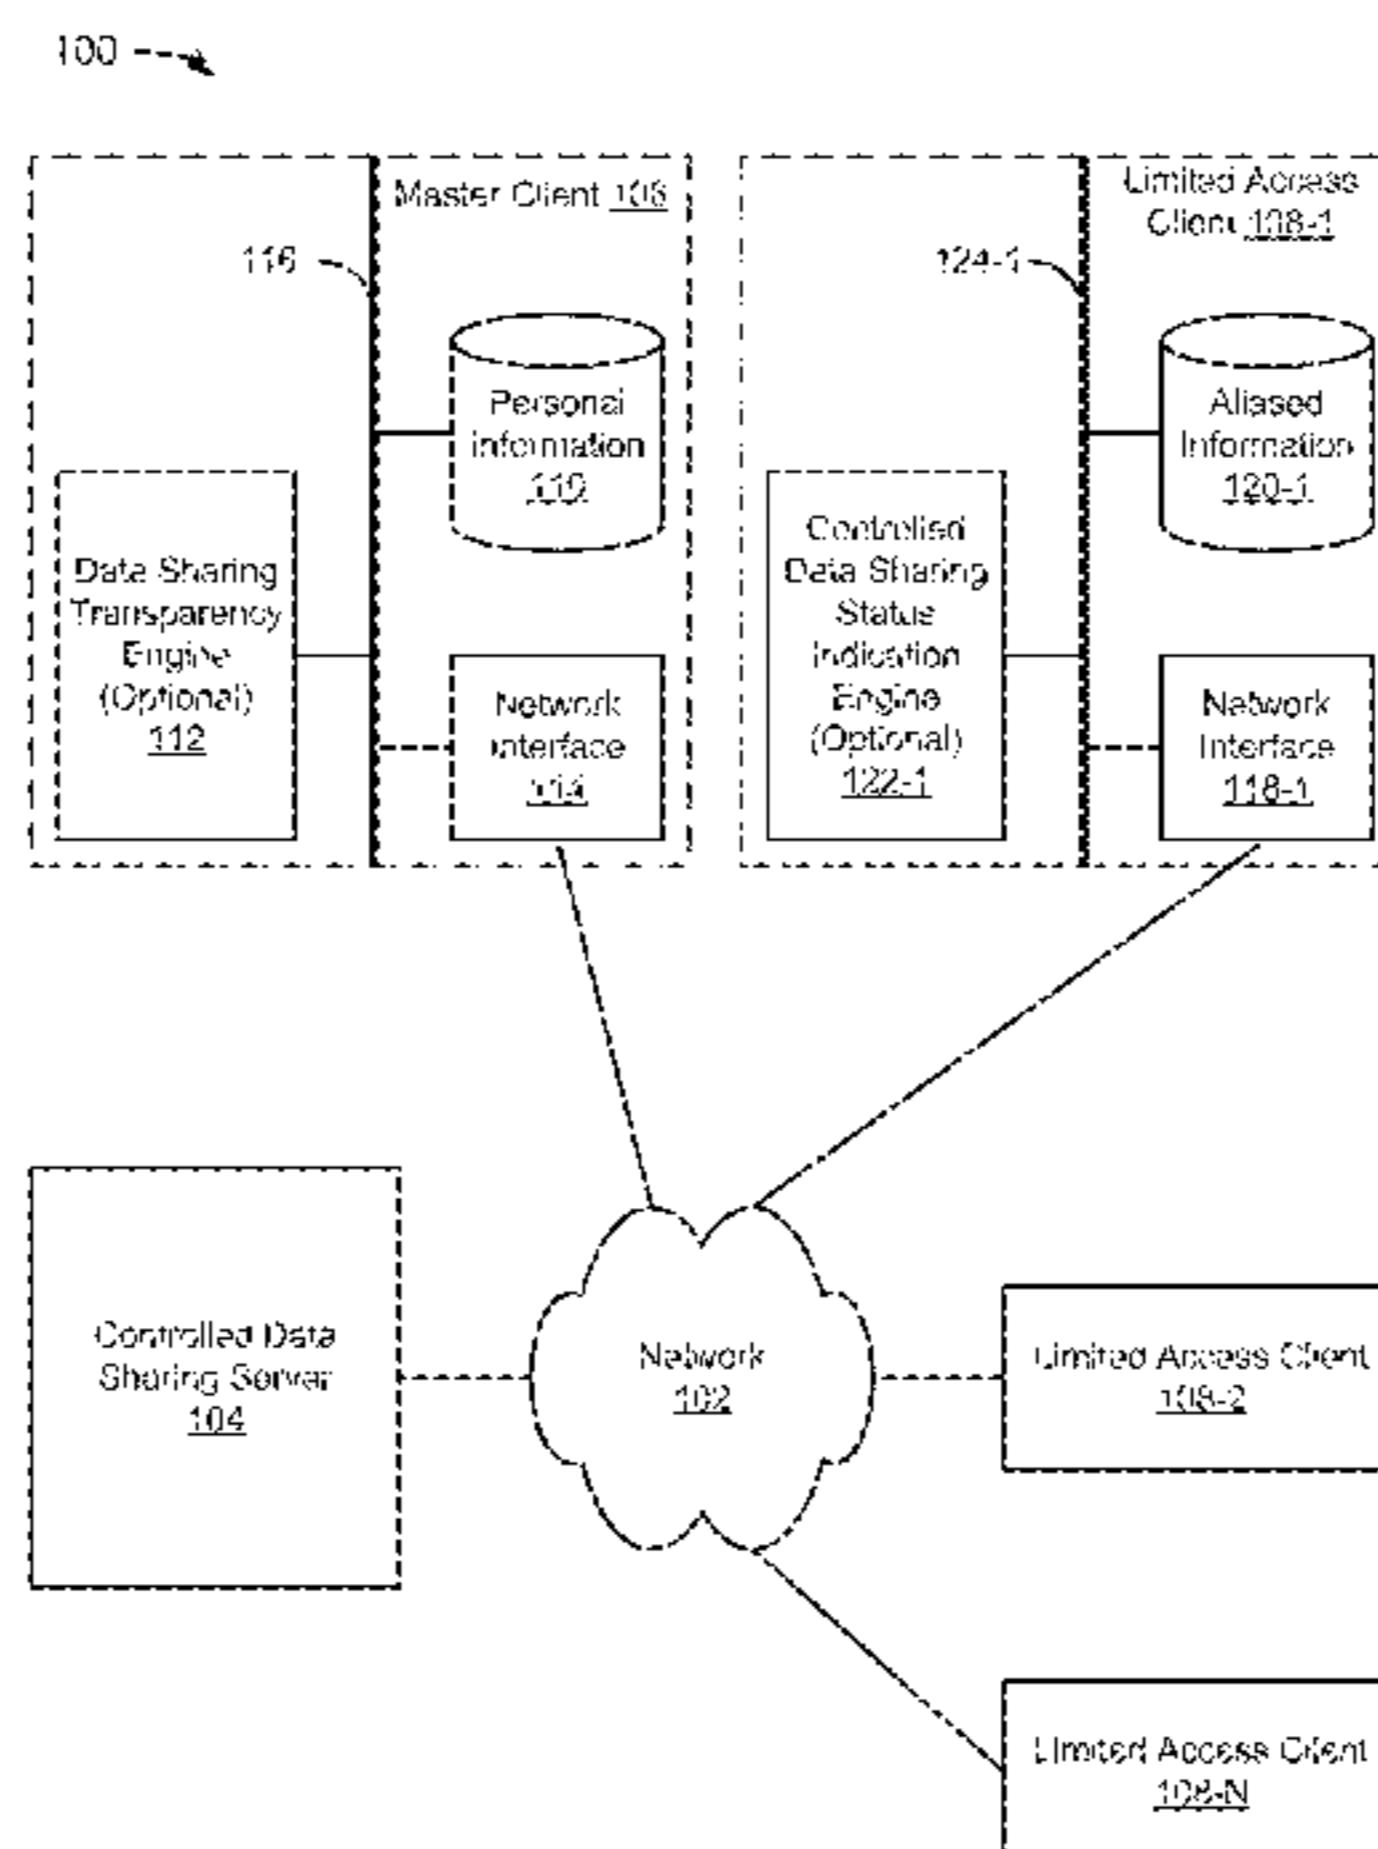 100
Master Client 106
116
Personal
Information
110
Data Sharing
Transparency
Engine
(Optional)
112
Network
Interface
114
Limited Access
Client 108-1
124-1
Aliased
Information
120-1
Controlled
Data Sharing
Status
Indication
Engine
(Optional)
122-1
Network
Interface
118-1
Controlled Data
Sharing Server
104
Network
102
Limited Access Client
108-2
Limited Access Client
108-N